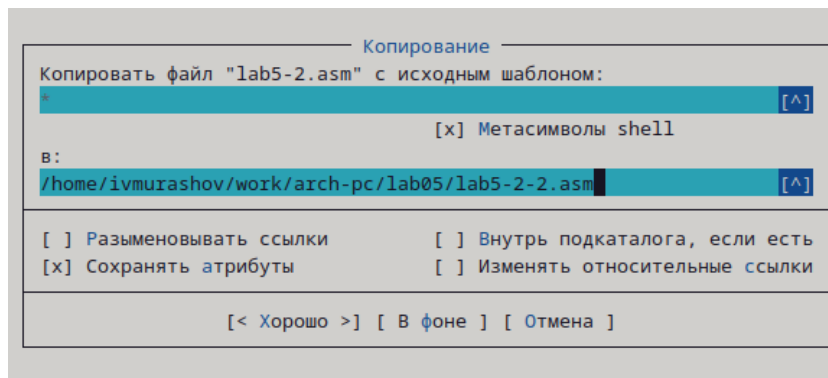 Копирование
Копировать файл "lab5-2.asm" с исходным шаблоном:
* [^]
[x] Метасимволы shell
в:
/home/ivmurashov/work/arch-pc/lab05/lab5-2-2.asm [^]
[ ] Разыменовывать ссылки [ ] Внутрь подкаталога, если есть
[x] Сохранять атрибуты [ ] Изменять относительные ссылки
[< Хорошо >] [ В фоне ] [ Отмена ]